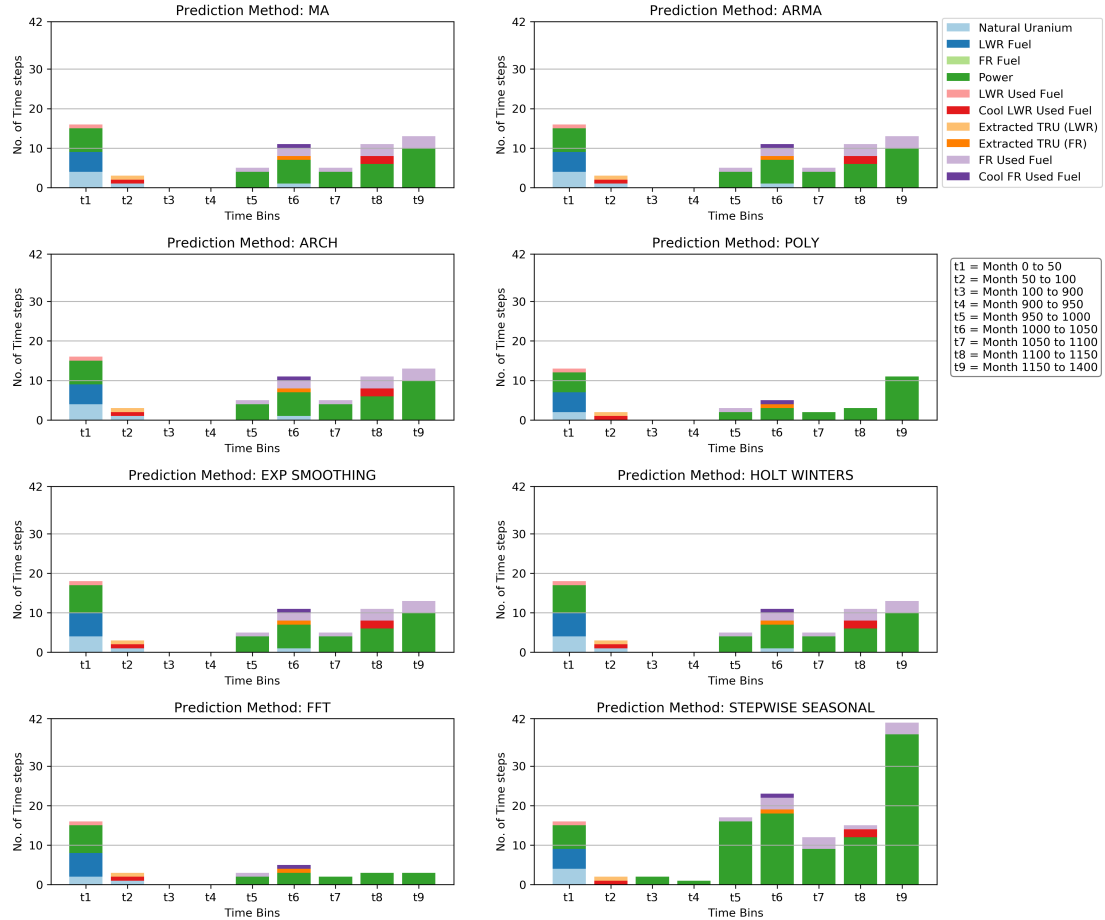 Prediction Method: MA
42
30
20
10
0
No. of Time steps
t1 t2 t3 t4 t5 t6 t7 t8 t9
Time Bins
Prediction Method: ARMA
42
30
20
10
0
No. of Time steps
t1 t2 t3 t4 t5 t6 t7 t8 t9
Time Bins
Natural Uranium
LWR Fuel
FR Fuel
Power
LWR Used Fuel
Cool LWR Used Fuel
Extracted TRU (LWR)
Extracted TRU (FR)
FR Used Fuel
Cool FR Used Fuel
Prediction Method: ARCH
42
30
20
10
0
No. of Time steps
t1 t2 t3 t4 t5 t6 t7 t8 t9
Time Bins
Prediction Method: POLY
42
30
20
10
0
No. of Time steps
t1 t2 t3 t4 t5 t6 t7 t8 t9
Time Bins
t1 = Month 0 to 50
t2 = Month 50 to 100
t3 = Month 100 to 900
t4 = Month 900 to 950
t5 = Month 950 to 1000
t6 = Month 1000 to 1050
t7 = Month 1050 to 1100
t8 = Month 1100 to 1150
t9 = Month 1150 to 1400
Prediction Method: EXP SMOOTHING
42
30
20
10
0
No. of Time steps
t1 t2 t3 t4 t5 t6 t7 t8 t9
Time Bins
Prediction Method: HOLT WINTERS
42
30
20
10
0
No. of Time steps
t1 t2 t3 t4 t5 t6 t7 t8 t9
Time Bins
Prediction Method: FFT
42
30
20
10
0
No. of Time steps
t1 t2 t3 t4 t5 t6 t7 t8 t9
Time Bins
Prediction Method: STEPWISE SEASONAL
42
30
20
10
0
No. of Time steps
t1 t2 t3 t4 t5 t6 t7 t8 t9
Time Bins